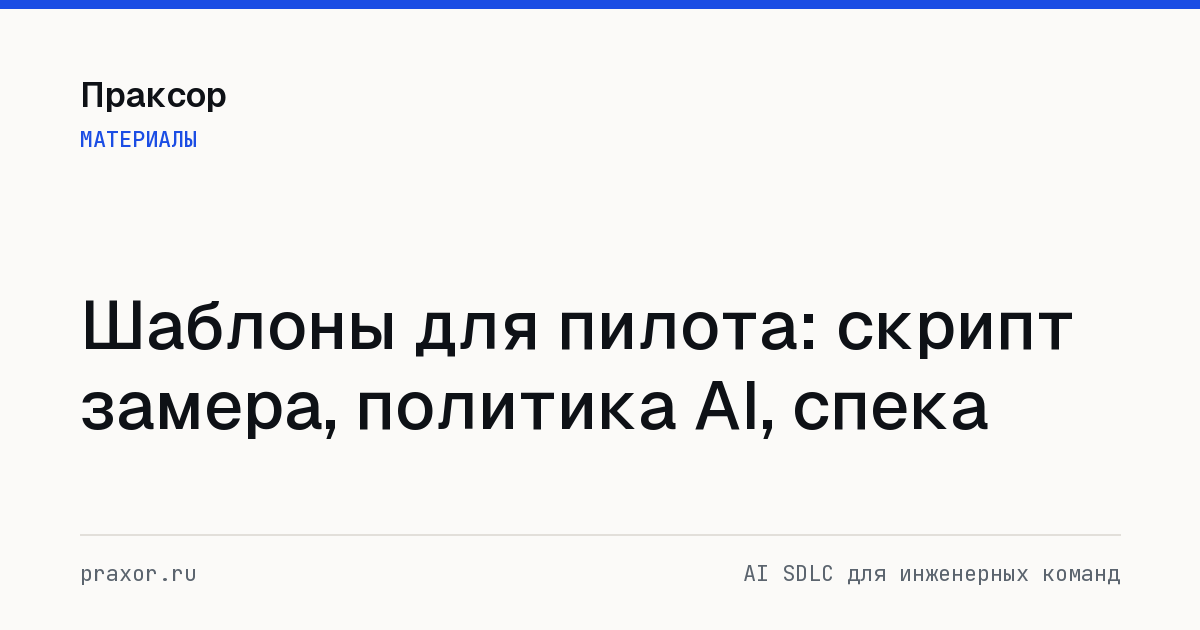 Праксор
МАТЕРИАЛЫ
Шаблоны для пилота: скрипт
замера, политика AI, спека
praxor.ru
AI SDLC для инженерных команд